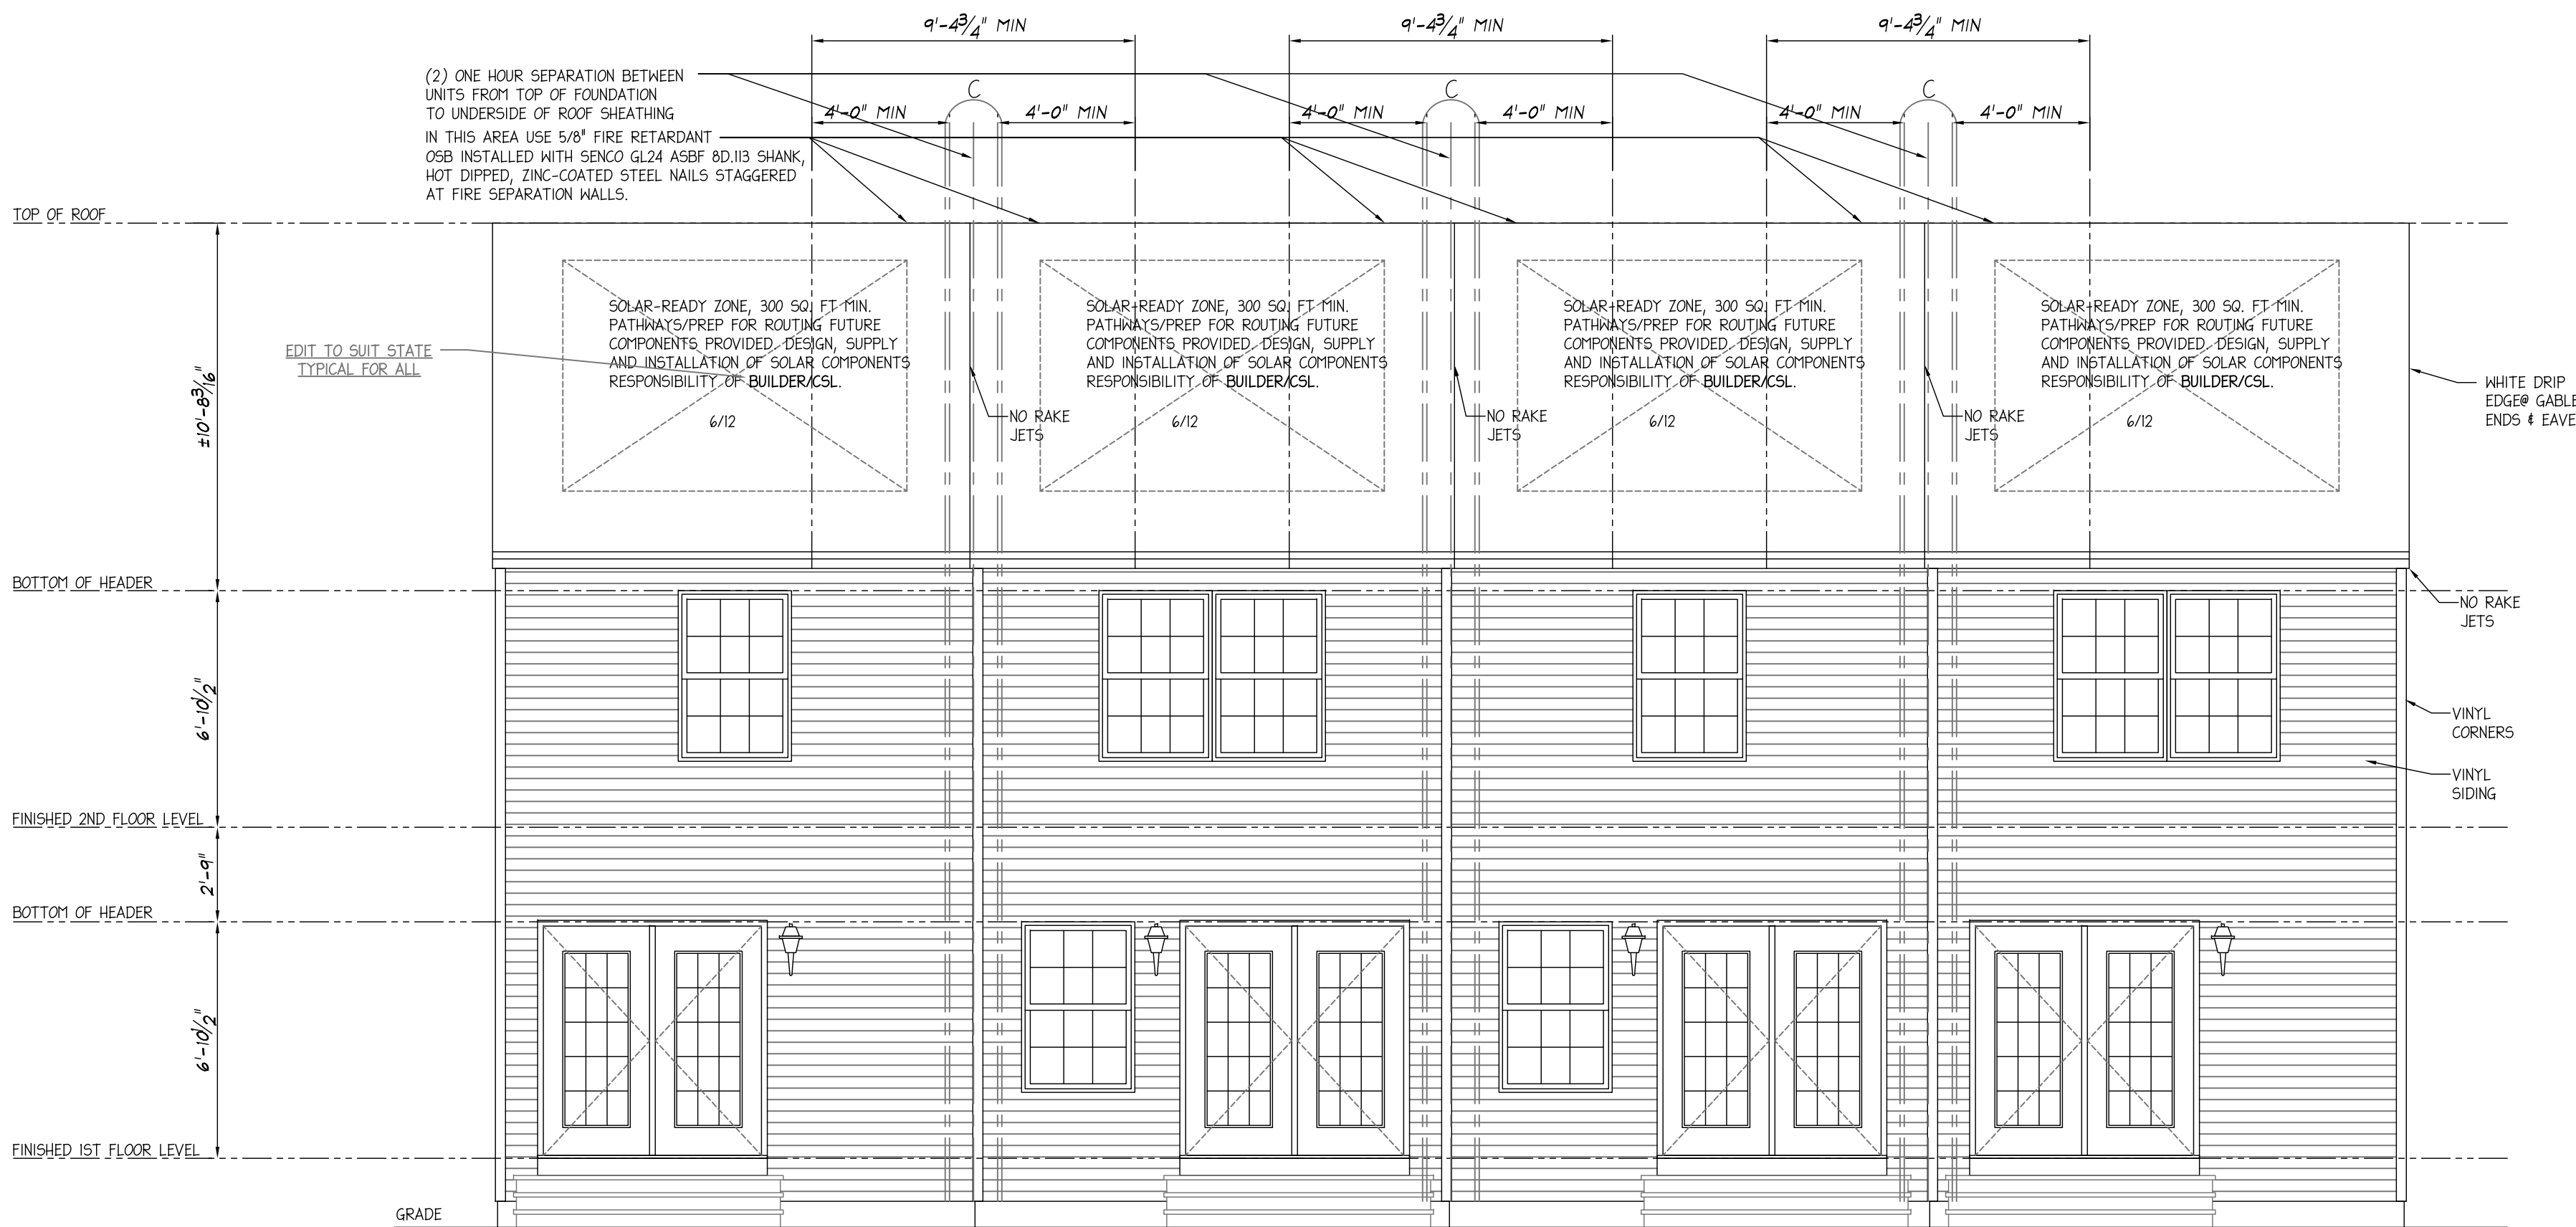 9'-4¾" MIN
9'-4¾" MIN
9'-4¾" MIN
(2) ONE HOUR SEPARATION BETWEEN
UNITS FROM TOP OF FOUNDATION
TO UNDERSIDE OF ROOF SHEATHING
C
C
C
4'-0" MIN
4'-0" MIN
4'-0" MIN
4'-0" MIN
4'-0" MIN
4'-0" MIN
IN THIS AREA USE 5/8" FIRE RETARDANT
OSB INSTALLED WITH SENCO GL24 ASBF 8D.113 SHANK,
HOT DIPPED, ZINC-COATED STEEL NAILS STAGGERED
AT FIRE SEPARATION WALLS.
TOP OF ROOF
±10'-8 3/16"
EDIT TO SUIT STATE
TYPICAL FOR ALL
SOLAR-READY ZONE, 300 SQ. FT MIN.
PATHWAYS/PREP FOR ROUTING FUTURE
COMPONENTS PROVIDED. DESIGN, SUPPLY
AND INSTALLATION OF SOLAR COMPONENTS
RESPONSIBILITY OF BUILDER/CSL.
6/12
NO RAKE
JETS
SOLAR-READY ZONE, 300 SQ. FT MIN.
PATHWAYS/PREP FOR ROUTING FUTURE
COMPONENTS PROVIDED. DESIGN, SUPPLY
AND INSTALLATION OF SOLAR COMPONENTS
RESPONSIBILITY OF BUILDER/CSL.
6/12
NO RAKE
JETS
SOLAR-READY ZONE, 300 SQ. FT MIN.
PATHWAYS/PREP FOR ROUTING FUTURE
COMPONENTS PROVIDED. DESIGN, SUPPLY
AND INSTALLATION OF SOLAR COMPONENTS
RESPONSIBILITY OF BUILDER/CSL.
6/12
NO RAKE
JETS
SOLAR-READY ZONE, 300 SQ. FT MIN.
PATHWAYS/PREP FOR ROUTING FUTURE
COMPONENTS PROVIDED. DESIGN, SUPPLY
AND INSTALLATION OF SOLAR COMPONENTS
RESPONSIBILITY OF BUILDER/CSL.
6/12
WHITE DRIP
EDGE@ GABLE
ENDS & EAVE
BOTTOM OF HEADER
NO RAKE
JETS
6'-10½"
VINYL
CORNERS
VINYL
SIDING
FINISHED 2ND FLOOR LEVEL
2'-9"
BOTTOM OF HEADER
6'-10½"
FINISHED 1ST FLOOR LEVEL
GRADE